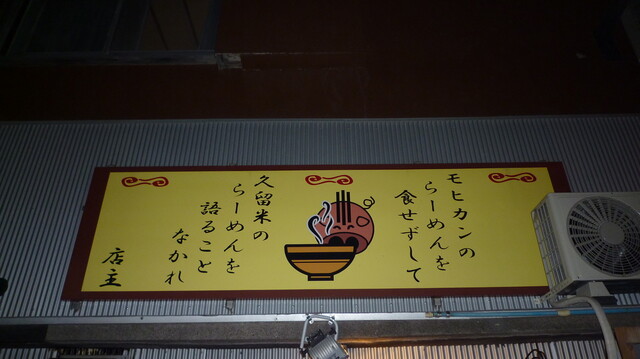 モヒカンの
らーめんを
食せずして
久留米の
らーめんを
語ること
なかれ
店主